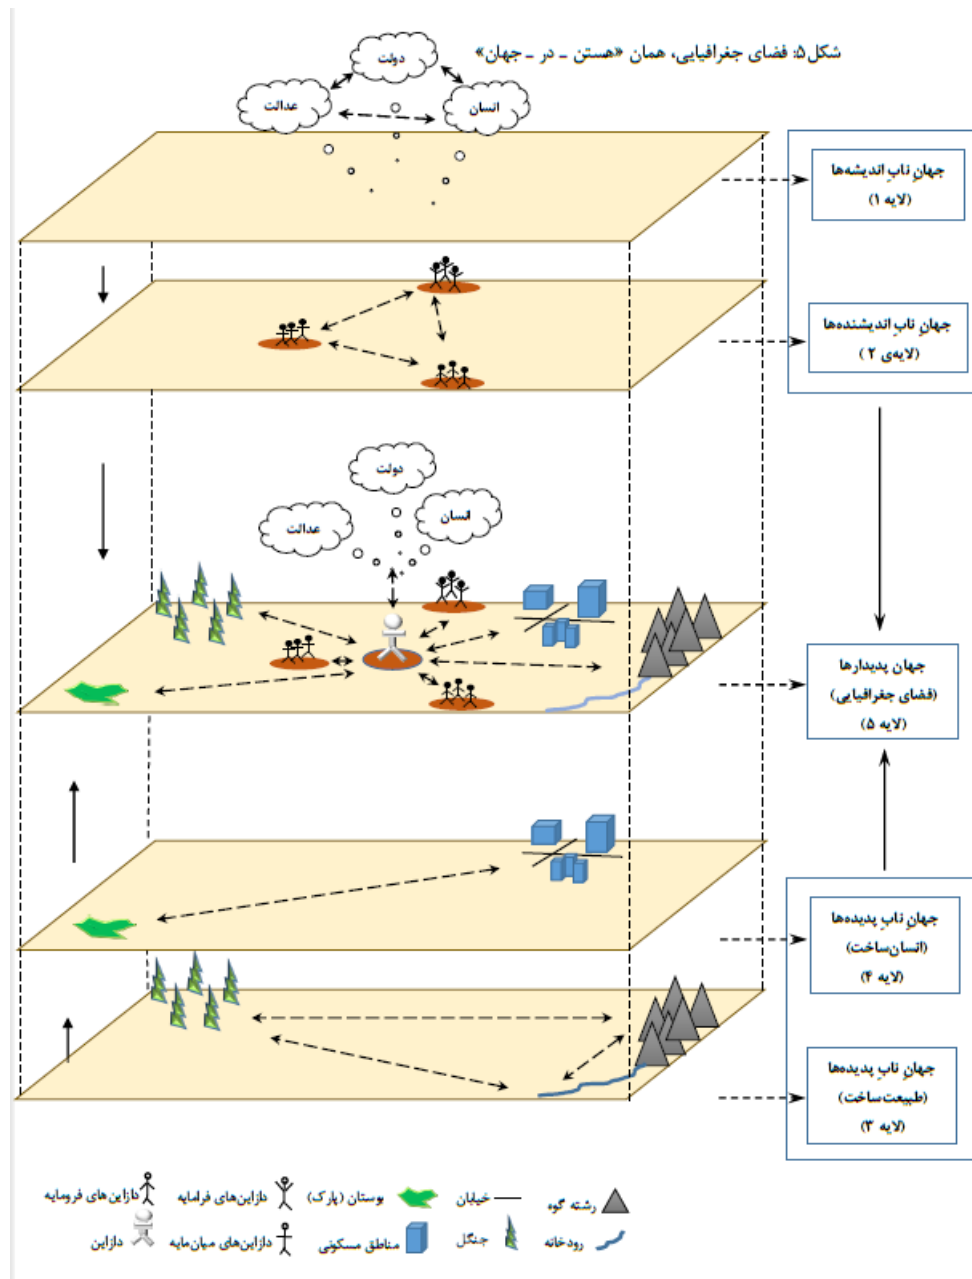 شکل۵: فضای جغرافیایی، همان «هستن ـ در ـ جهان»
دولت
عدالت
انسان
جهانِ نابِ اندیشه‌ها
(لایه ۱)
جهانِ نابِ اندیشنده‌ها
(لایه‌ی ۲)
دولت
انسان
عدالت
جهان پدیدارها
(فضای جغرافیایی)
(لایه ۵)
جهانِ نابِ پدیده‌ها
(انسان‌ساخت)
(لایه ۴)
جهانِ نابِ پدیده‌ها
(طبیعت‌ساخت)
(لایه ۳)
رشته کوه
خیابان
بوستان (پارک)
دازاین‌های فرامایه
دازاین‌های فرومایه
رودخانه
جنگل
مناطق مسکونی
دازاین‌های میان‌مایه
دازاین